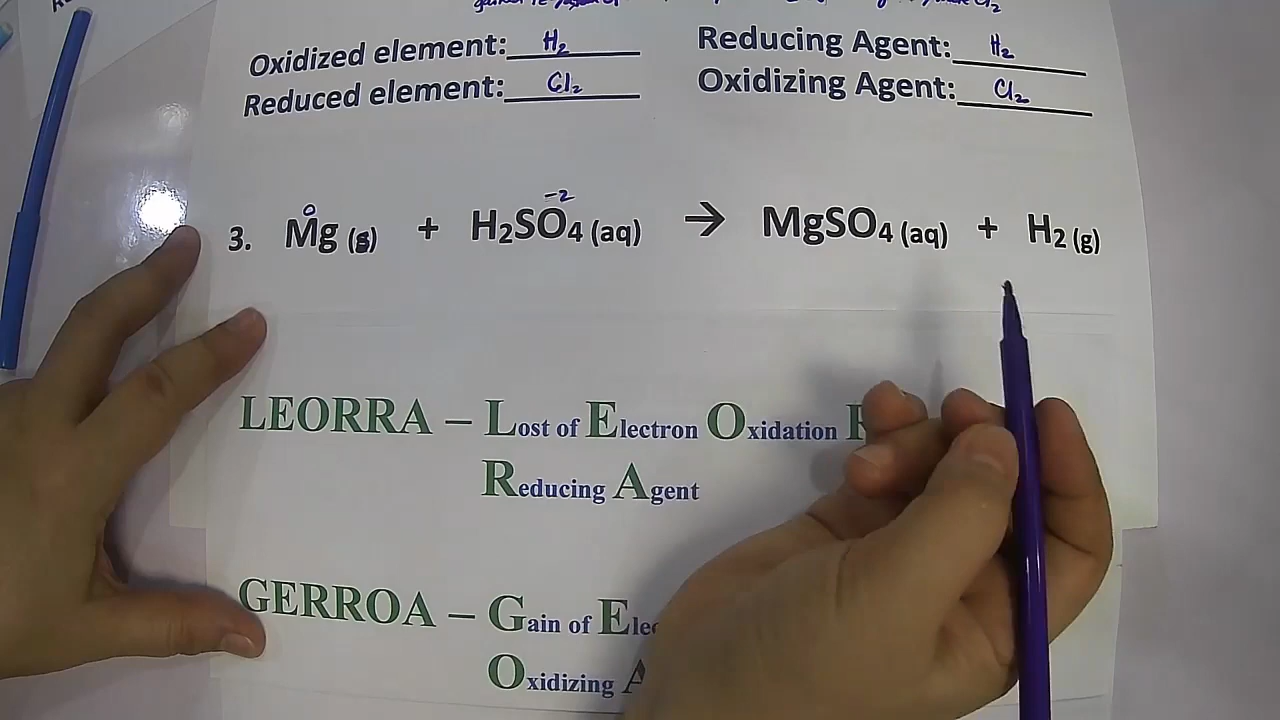 Oxidized element: H₂ Reducing Agent: H₂
Reduced element: Cl₂ Oxidizing Agent: Cl₂
0 -2
3. Mg (s) + H₂SO₄ (aq) → MgSO₄ (aq) + H₂ (g)
LEORRA – Lost of Electron Oxidation
Reducing Agent
GERROA – Gain of
Oxidizing